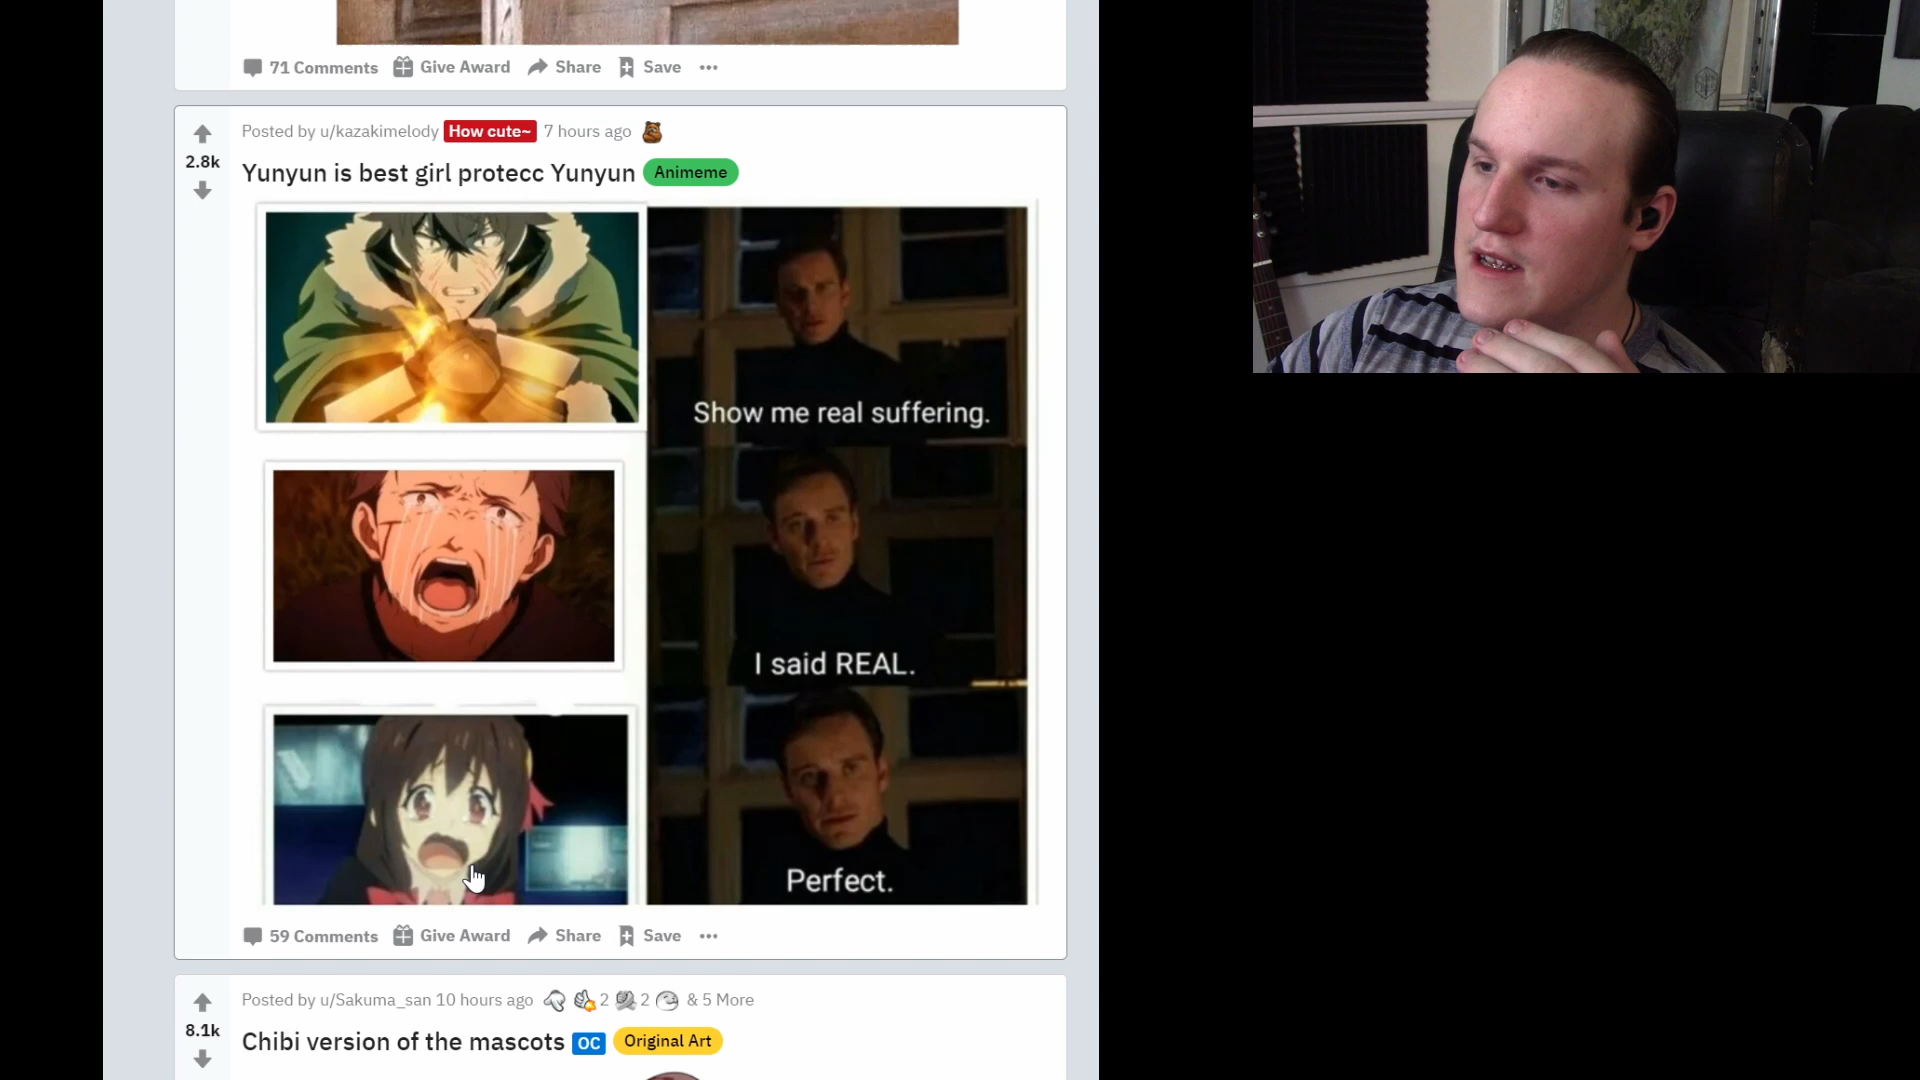 71 Comments Give Award Share Save
Posted by u/kazakimelody How cute~ 7 hours ago
2.8k
Yunyun is best girl protecc Yunyun Animeme
Show me real suffering.
I said REAL.
Perfect.
59 Comments Give Award Share Save
Posted by u/Sakuma_san 10 hours ago 2 2 & 5 More
8.1k
Chibi version of the mascots OC Original Art